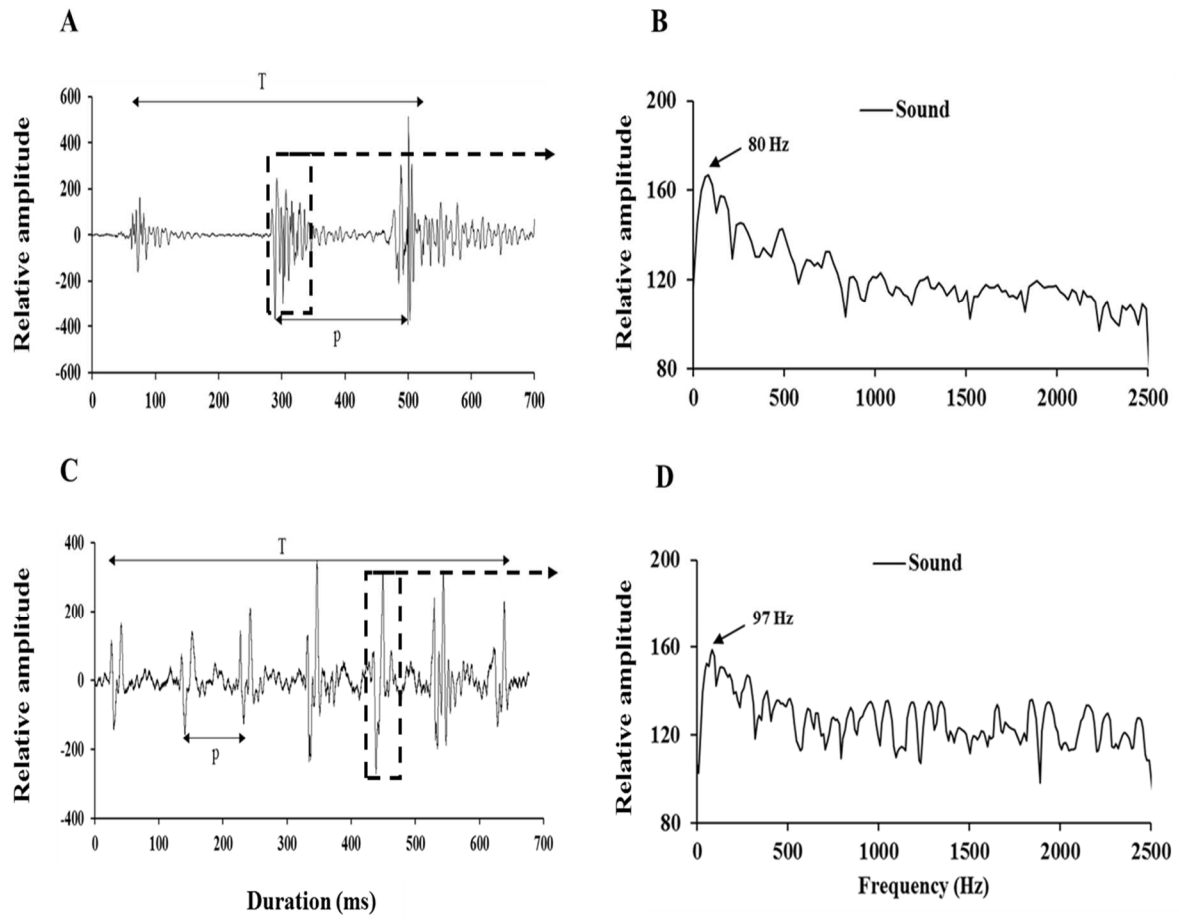 A
T
600
400
200
0
-200
-400
-600
Relative amplitude
p
0 100 200 300 400 500 600 700
B
200
160
120
80
Relative amplitude
Sound
80 Hz
0 500 1000 1500 2000 2500
C
T
400
200
0
-200
-400
Relative amplitude
p
0 100 200 300 400 500 600 700
Duration (ms)
D
200
160
120
80
Relative amplitude
Sound
97 Hz
0 500 1000 1500 2000 2500
Frequency (Hz)